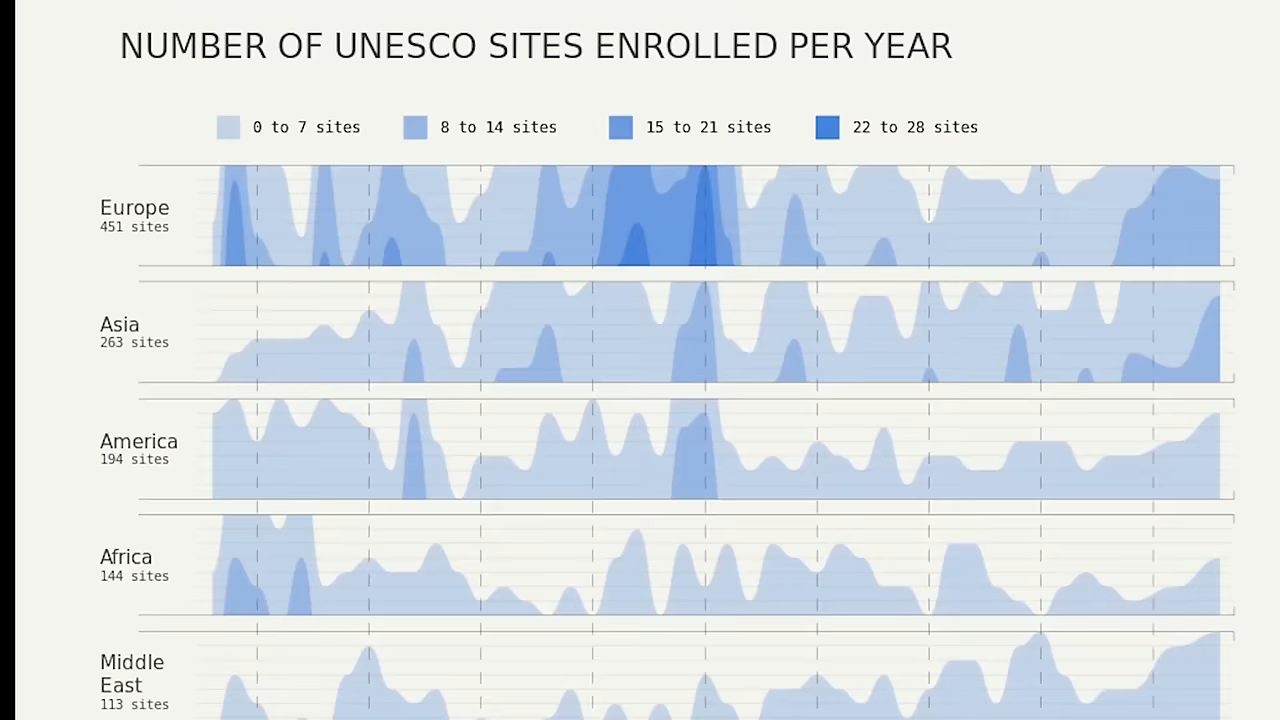 NUMBER OF UNESCO SITES ENROLLED PER YEAR
0 to 7 sites 8 to 14 sites 15 to 21 sites 22 to 28 sites
Europe
451 sites
Asia
263 sites
America
194 sites
Africa
144 sites
Middle
East
113 sites